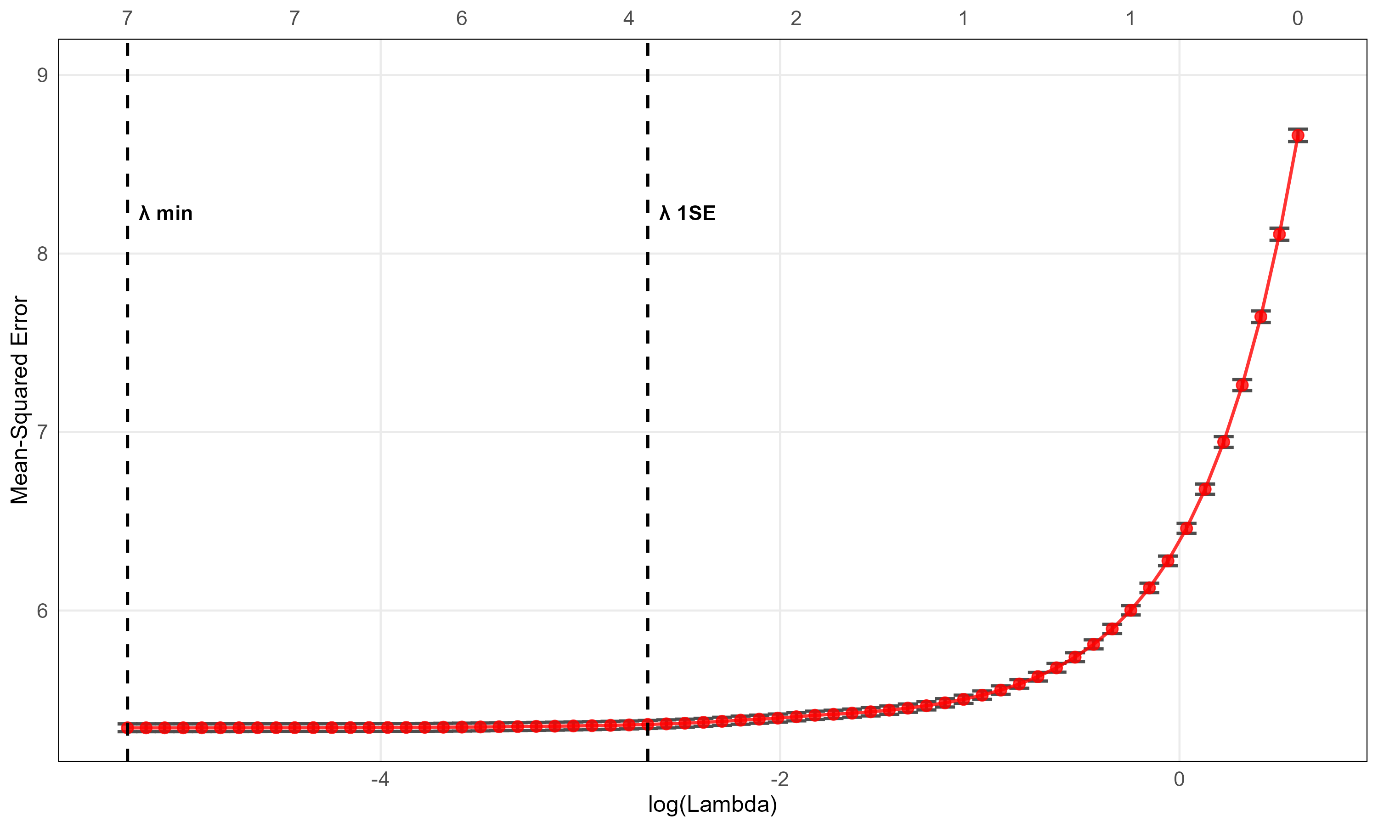 7 7 6 4 2 1 1 0
9
λ min λ 1SE
8
7
6
Mean-Squared Error
-4 -2 0
log(Lambda)